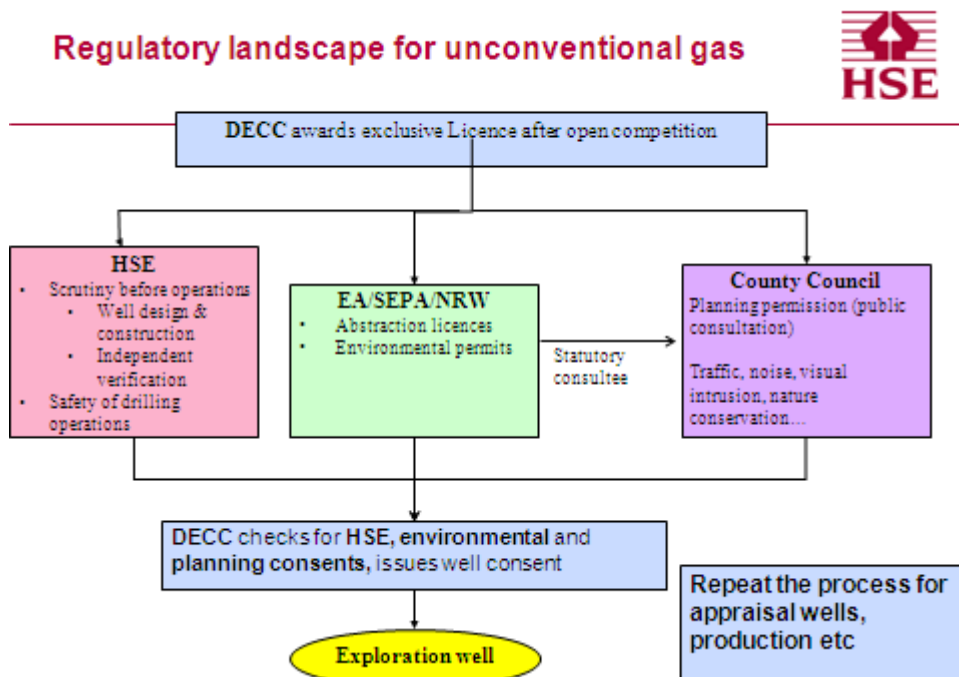 Regulatory landscape for unconventional gas
HSE
DECC awards exclusive Licence after open competition
HSE
• Scrutiny before operations
• Well design &
construction
• Independent
verification
• Safety of drilling
operations
EA/SEPA/NRW
• Abstraction licences
• Environmental permits
Statutory
consultee
County Council
Planning permission (public
consultation)
Traffic, noise, visual
intrusion, nature
conservation...
DECC checks for HSE, environmental and
planning consents, issues well consent
Exploration well
Repeat the process for
appraisal wells,
production etc